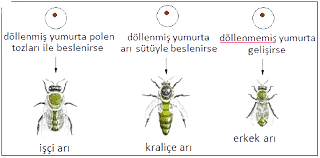 döllenmiş yumurta polen
tozları ile beslenirse
döllenmiş yumurta
arı sütüyle beslenirse
döllenmemiş yumurta
gelişirse
işçi arı
kraliçe arı
erkek arı